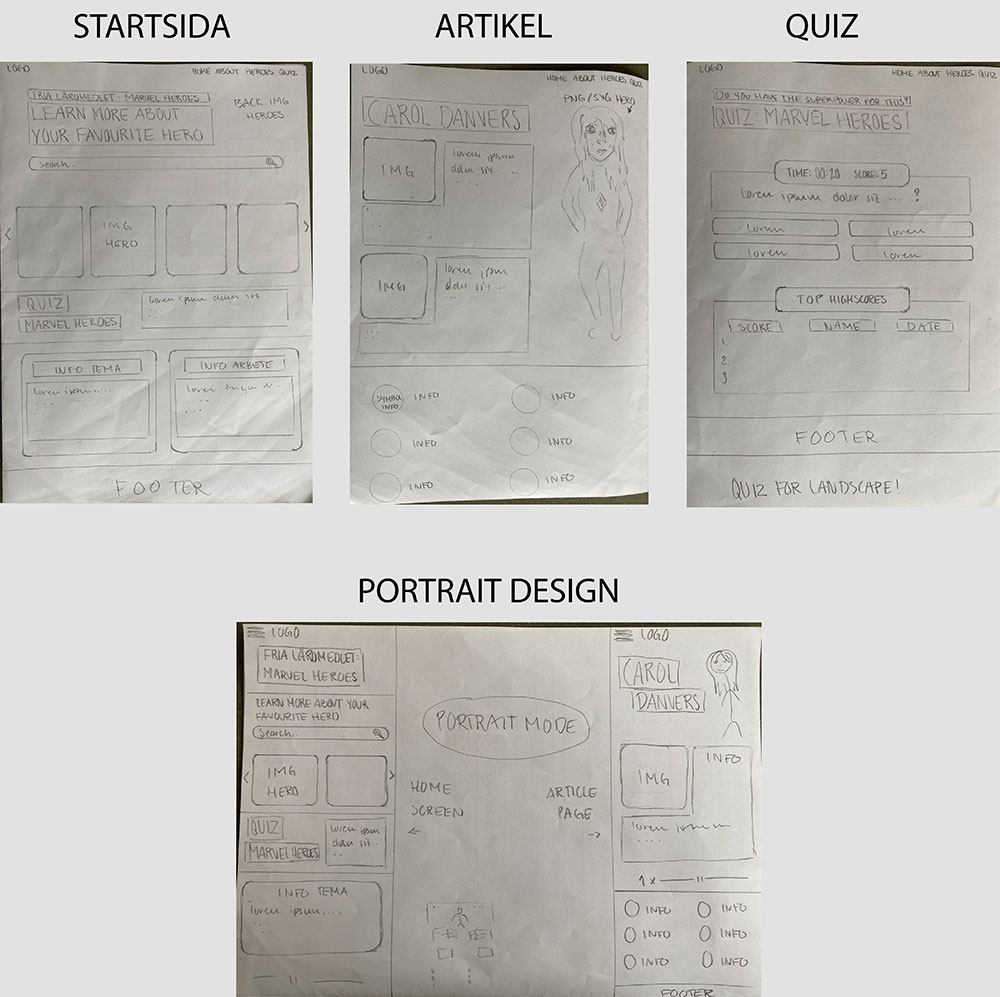 STARTSIDA
LOGO
HOME ABOUT HEROES QUIZ
FRIA LÄROMEDLET: MARVEL HEROES
LEARN MORE ABOUT
YOUR FAVOURITE HERO
BACK.IMG
HEROES
Search...
IMG
HERO
QUIZ
MARVEL HEROES
lorem ipsum dolor sit
INFO TEMA
lorem ipsum...
INFO ARBETE
lorem
FOOTER
ARTIKEL
LOGO
HOME ABOUT HEROES QUIZ
PNG/SVG HERO
CAROL DANVERS
IMG
lorem ipsum
dolor sit
....
IMG
lorem ipsum
dolor sit...
...
SYMBOL
INFO
INFO
INFO
INFO
INFO
INFO
INFO
QUIZ
LOGO
HOME ABOUT HEROES QUIZ
DO YOU HAVE THE SUPERPOWER FOR THIS?
QUIZ: MARVEL HEROES
TIME: 00:20 SCORE: 5
lorem ipsum dolor sit ... ?
lorem lorem
lorem lorem
TOP HIGHSCORES
SCORE NAME DATE
1
2
3
FOOTER
QUIZ FOR LANDSCAPE!
PORTRAIT DESIGN
LOGO
FRIA LÄROMEDLET:
MARVEL HEROES
LEARN MORE ABOUT YOUR
FAVOURITE HERO
Search...
IMG
HERO
QUIZ
MARVEL HEROES
lorem ipsum
dolor sit..
INFO TEMA
lorem ipsum....
PORTRAIT MODE
HOME
SCREEN
←
ARTICLE
PAGE
→
LOGO
CAROL
DANVERS
IMG
INFO
lorem ipsum
....
INFO INFO
INFO INFO
INFO INFO
FOOTER